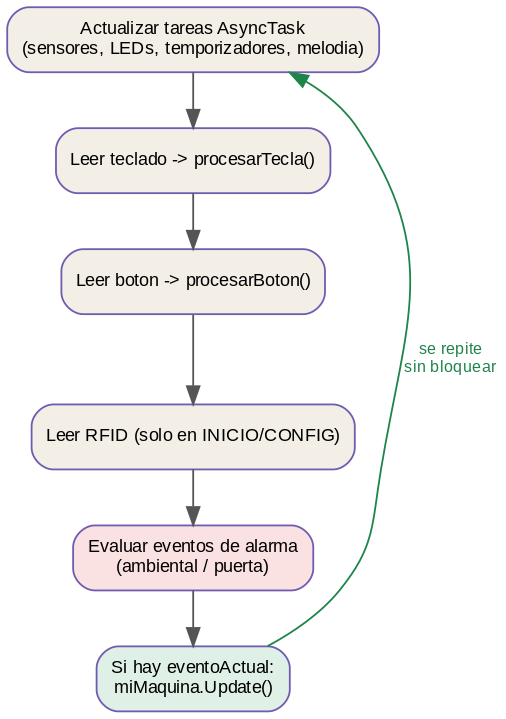 Actualizar tareas AsyncTask
(sensores, LEDs, temporizadores, melodia)
Leer teclado -> procesarTecla()
Leer boton -> procesarBoton()
se repite
sin bloquear
Leer RFID (solo en INICIO/CONFIG)
Evaluar eventos de alarma
(ambiental / puerta)
Si hay eventoActual:
miMaquina.Update()